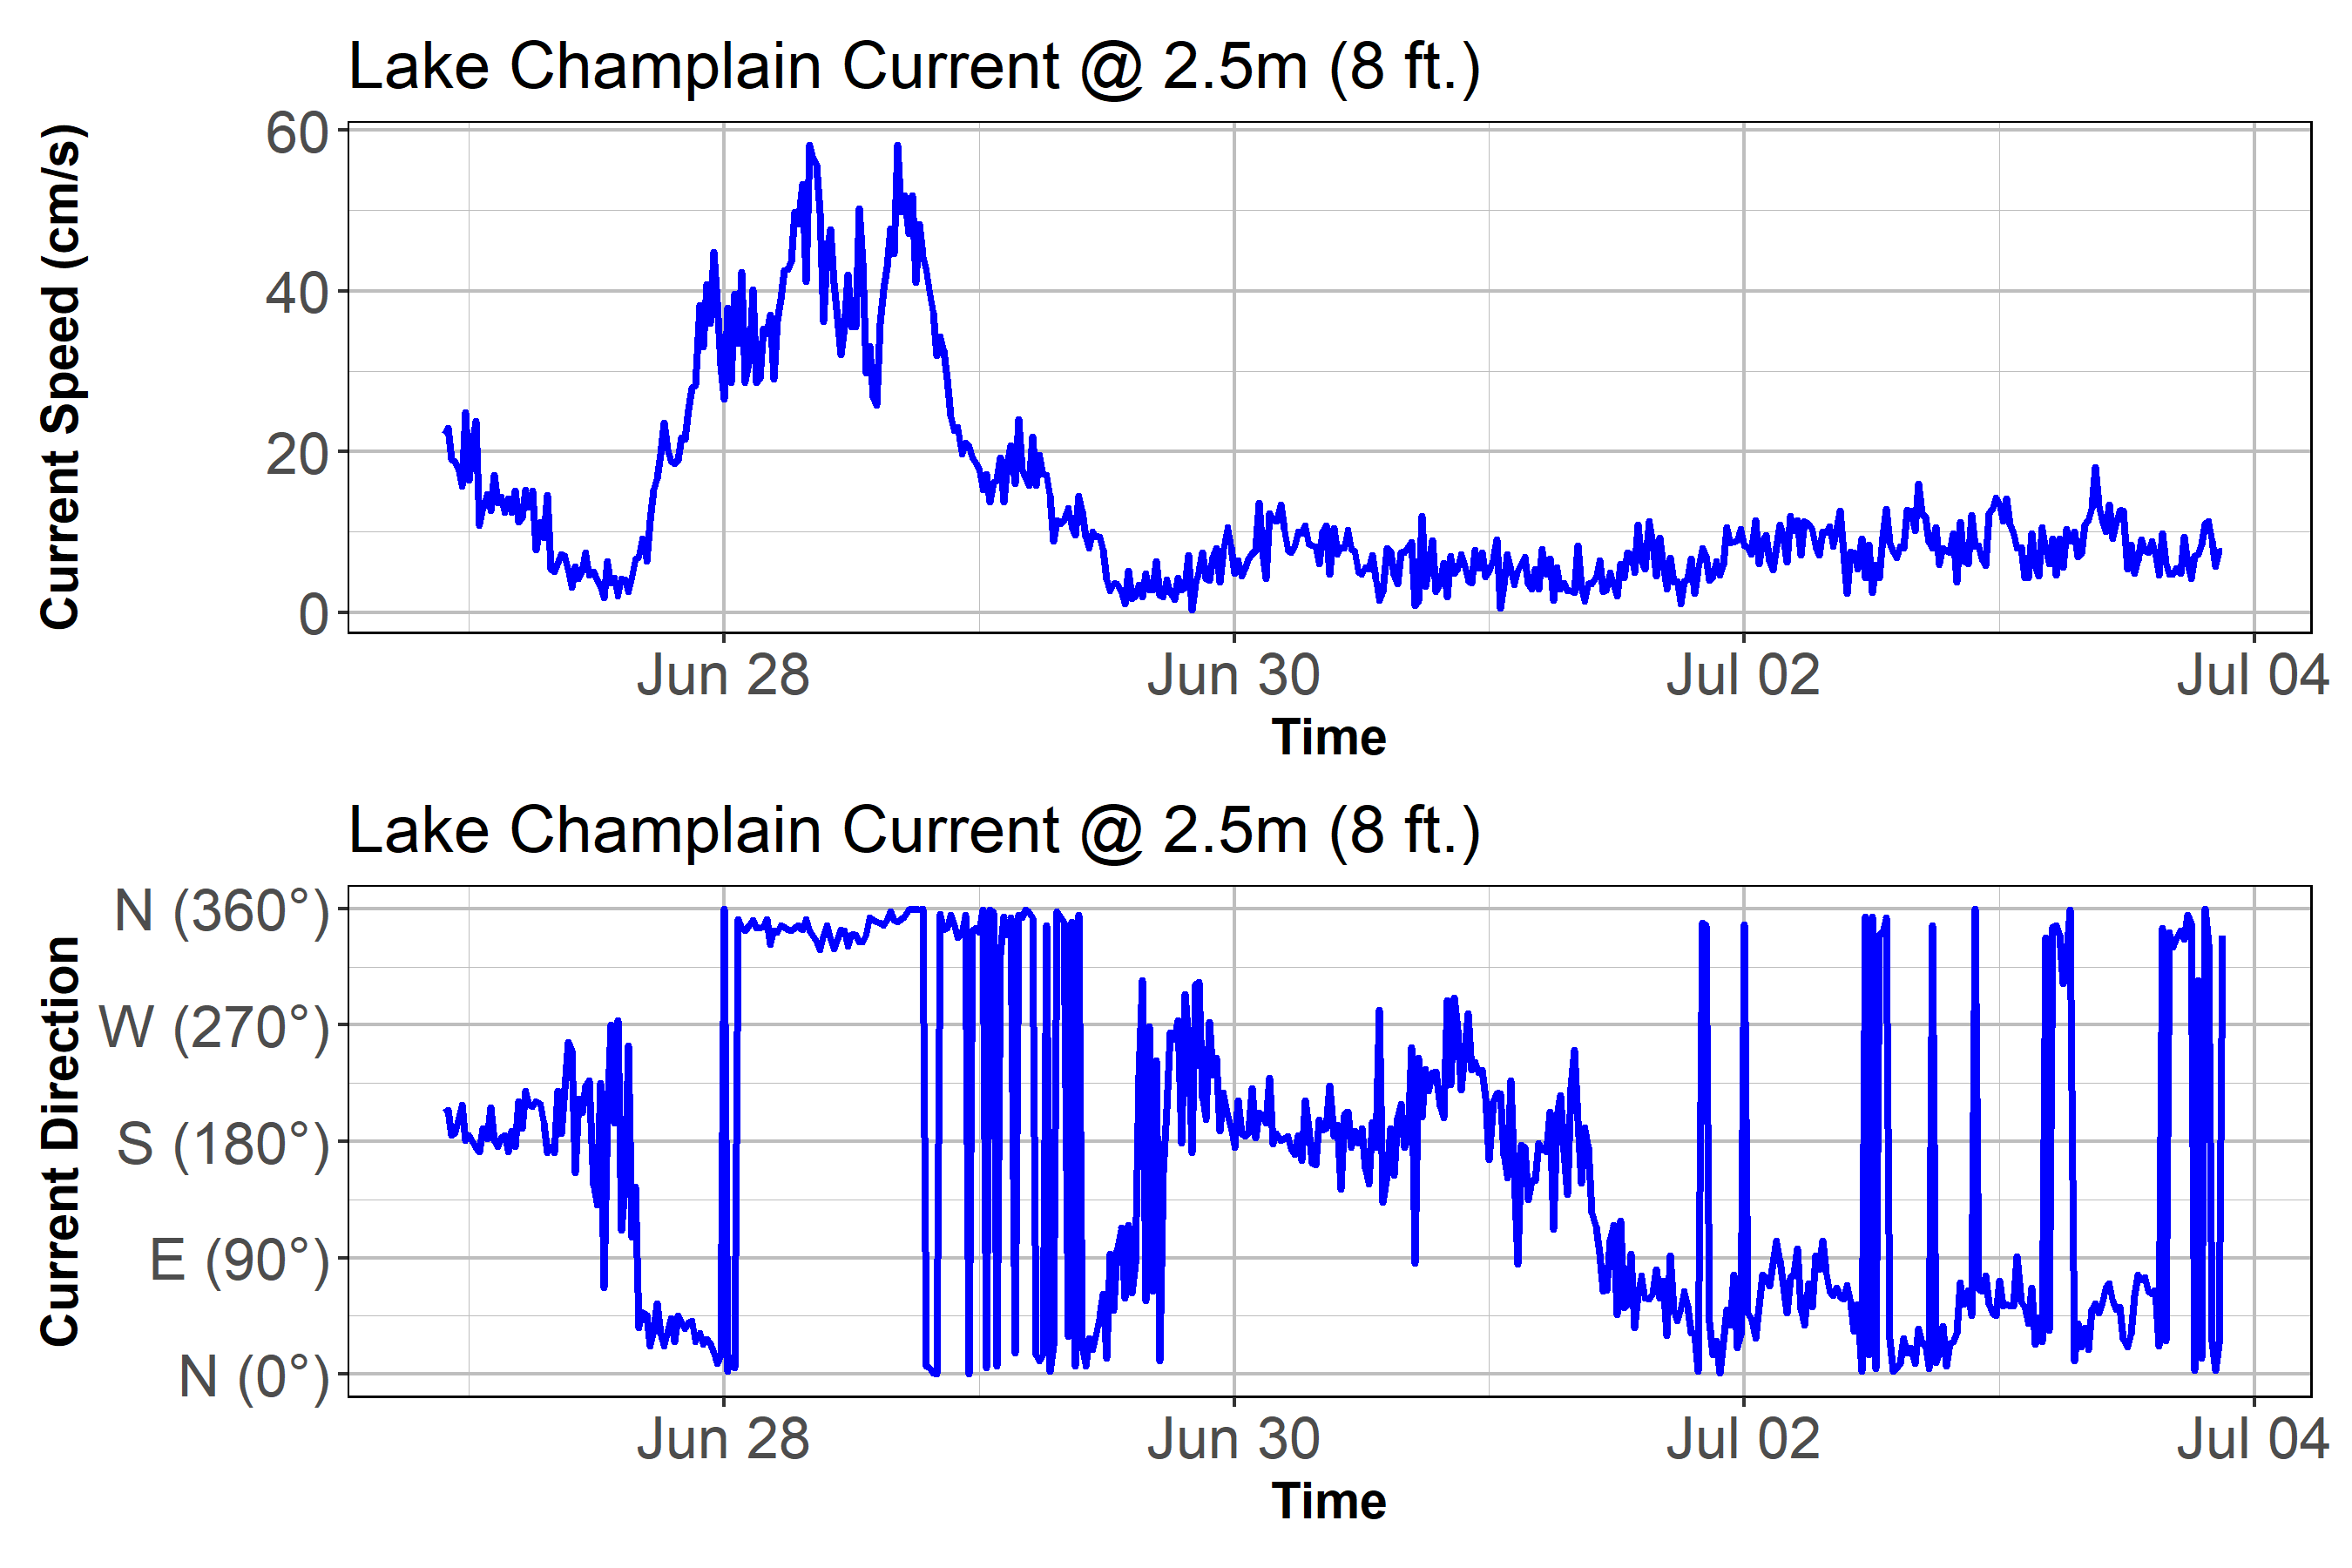 Lake Champlain Current @ 2.5m (8 ft.)
Current Speed (cm/s)
60
40
20
0
Jun 28 Jun 30 Jul 02 Jul 04
Time
Lake Champlain Current @ 2.5m (8 ft.)
Current Direction
N (360°)
W (270°)
S (180°)
E (90°)
N (0°)
Jun 28 Jun 30 Jul 02 Jul 04
Time